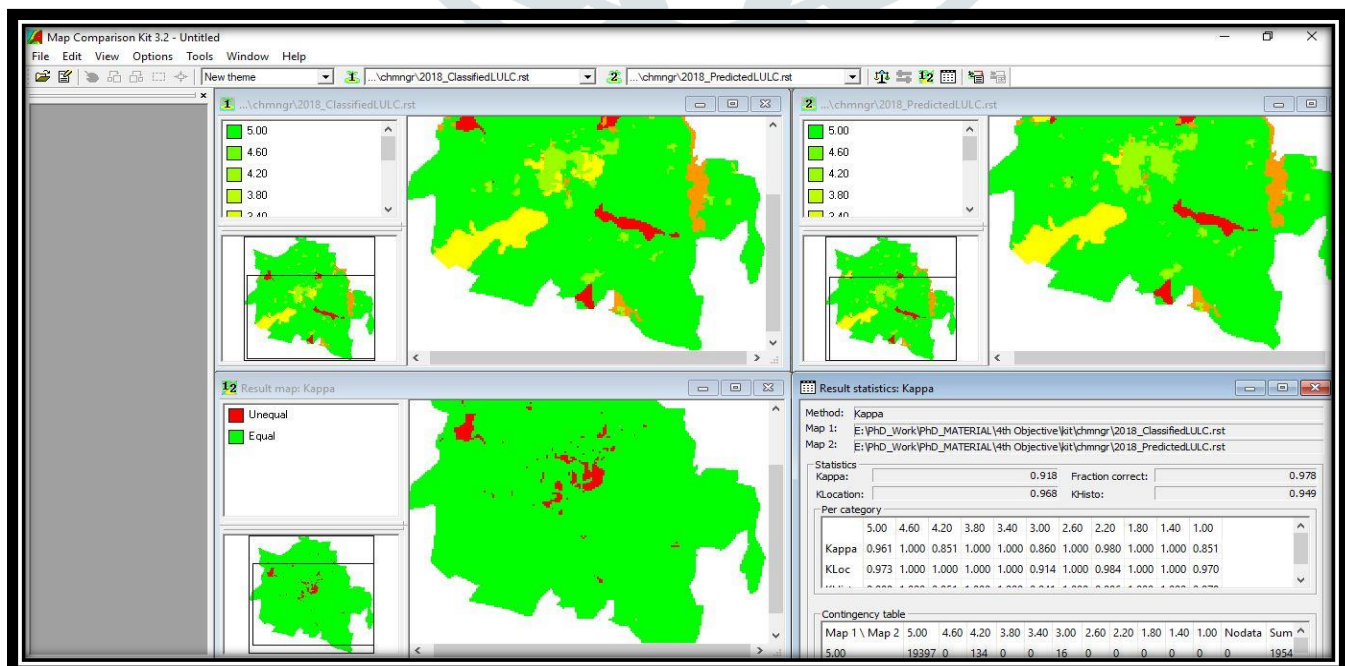 Map Comparison Kit 3.2 - Untitled
File Edit View Options Tools Window Help
New theme 1 ...\chmngr\2018_ClassifiedLULC.rst 2 ...\chmngr\2018_PredictedLULC.rst
1 ...\chmngr\2018_ClassifiedLULC.rst
5.00
4.60
4.20
3.80
3.40
2 ...\chmngr\2018_PredictedLULC.rst
5.00
4.60
4.20
3.80
3.40
Result map: Kappa
Unequal
Equal
Result statistics: Kappa
Method: Kappa
Map 1: E:\PhD_Work\PhD_MATERIAL\4th Objective\kit\chmngr\2018_ClassifiedLULC.rst
Map 2: E:\PhD_Work\PhD_MATERIAL\4th Objective\kit\chmngr\2018_PredictedLULC.rst
Statistics
Kappa: 0.918 Fraction correct: 0.978
KLocation: 0.968 KHisto: 0.949
Per category
5.00 4.60 4.20 3.80 3.40 3.00 2.60 2.20 1.80 1.40 1.00
Kappa 0.961 1.000 0.851 1.000 1.000 0.860 1.000 0.980 1.000 1.000 0.851
KLoc 0.973 1.000 1.000 1.000 1.000 0.914 1.000 0.984 1.000 1.000 0.970
Contingency table
Map 1 \ Map 2 5.00 4.60 4.20 3.80 3.40 3.00 2.60 2.20 1.80 1.40 1.00 Nodata Sum
5.00 19397 0 134 0 0 16 0 0 0 0 0 0 1954